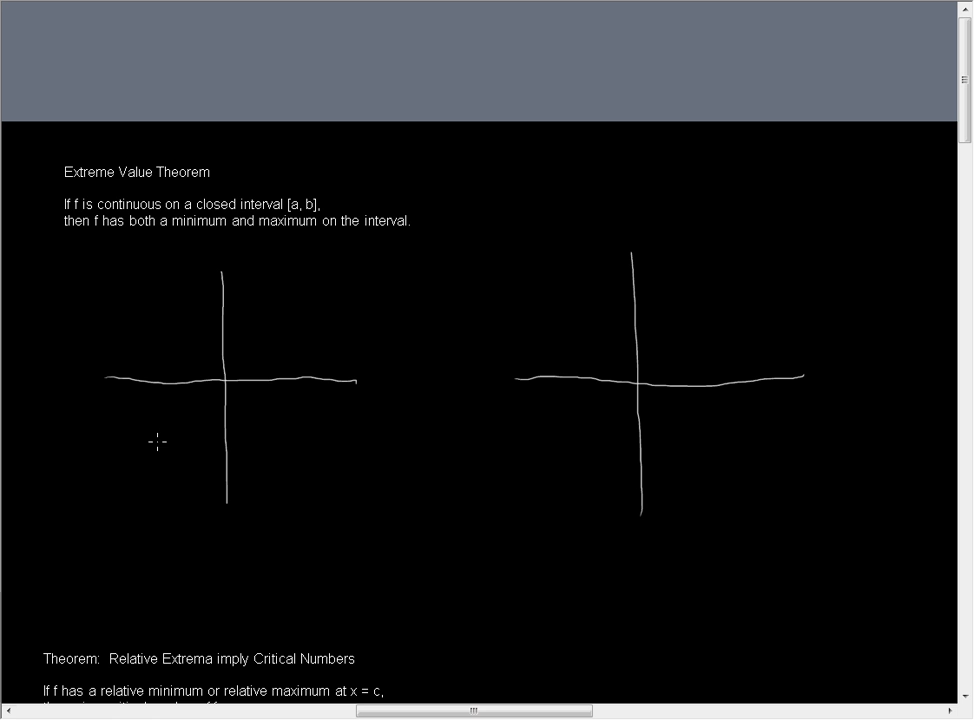 Extreme Value Theorem
If f is continuous on a closed interval [a, b],
then f has both a minimum and maximum on the interval.
Theorem: Relative Extrema imply Critical Numbers
If f has a relative minimum or relative maximum at x = c,